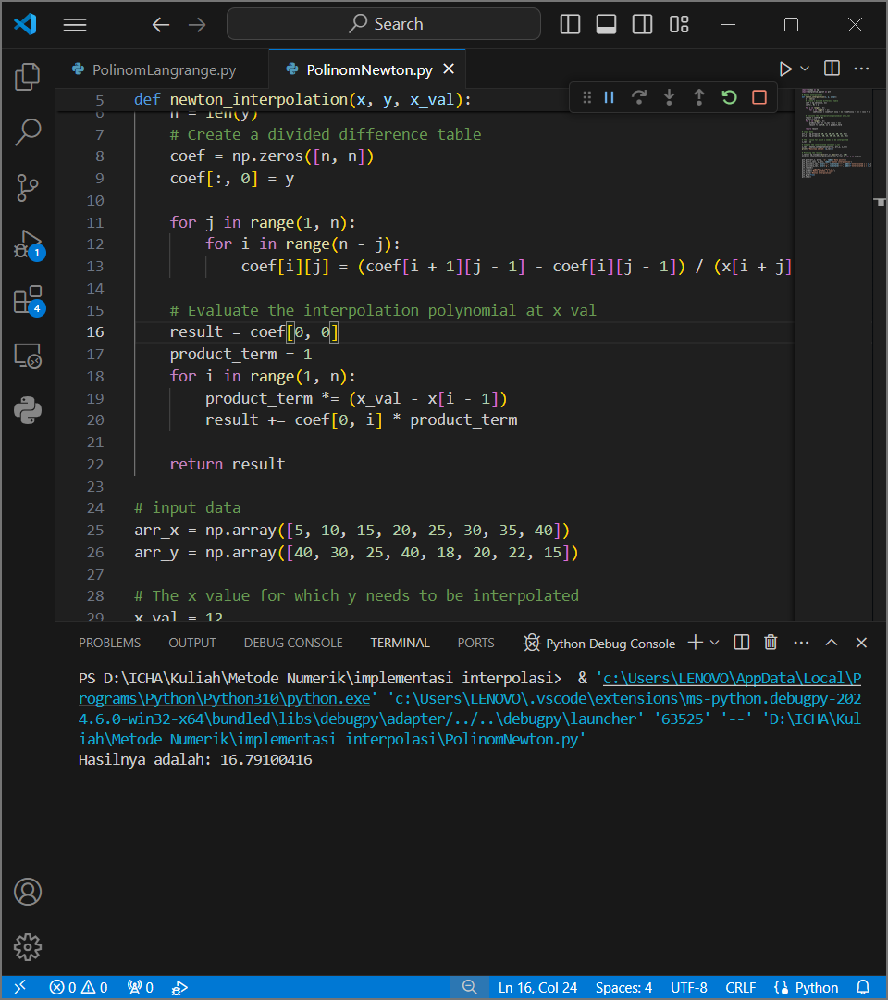 Search
PolinomLangrange.py
PolinomNewton.py
5 def newton_interpolation(x, y, x_val):
6 n = len(y)
7 # Create a divided difference table
8 coef = np.zeros([n, n])
9 coef[:, 0] = y
10
11 for j in range(1, n):
12 for i in range(n - j):
13 coef[i][j] = (coef[i + 1][j - 1] - coef[i][j - 1]) / (x[i + j]
14
15 # Evaluate the interpolation polynomial at x_val
16 result = coef[0, 0]
17 product_term = 1
18 for i in range(1, n):
19 product_term *= (x_val - x[i - 1])
20 result += coef[0, i] * product_term
21
22 return result
23
24 # input data
25 arr_x = np.array([5, 10, 15, 20, 25, 30, 35, 40])
26 arr_y = np.array([40, 30, 25, 40, 18, 20, 22, 15])
27
28 # The x value for which y needs to be interpolated
29 x_val = 12
1
4
PROBLEMS OUTPUT DEBUG CONSOLE TERMINAL PORTS Python Debug Console
PS D:\ICHA\Kuliah\Metode Numerik\implementasi interpolasi> & 'c:\Users\LENOVO\AppData\Local\P
rograms\Python\Python310\python.exe' 'c:\Users\LENOVO\.vscode\extensions\ms-python.debugpy-202
4.6.0-win32-x64\bundled\libs\debugpy\adapter/../..\debugpy\launcher' '63525' '--' 'D:\ICHA\Kul
iah\Metode Numerik\implementasi interpolasi\PolinomNewton.py'
Hasilnya adalah: 16.79100416
0 0 0 Ln 16, Col 24 Spaces: 4 UTF-8 CRLF Python